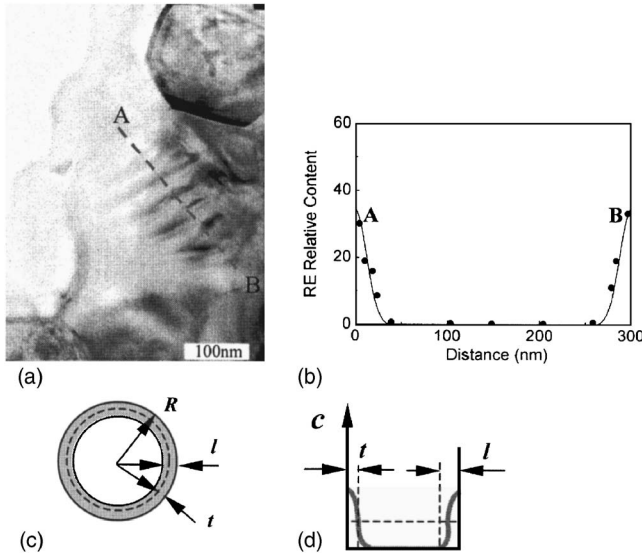 A
B
100nm
(a)
60
40
20
0
RE Relative Content
A
B
0
100
200
300
Distance (nm)
(b)
R
l
t
(c)
c
t
l
(d)